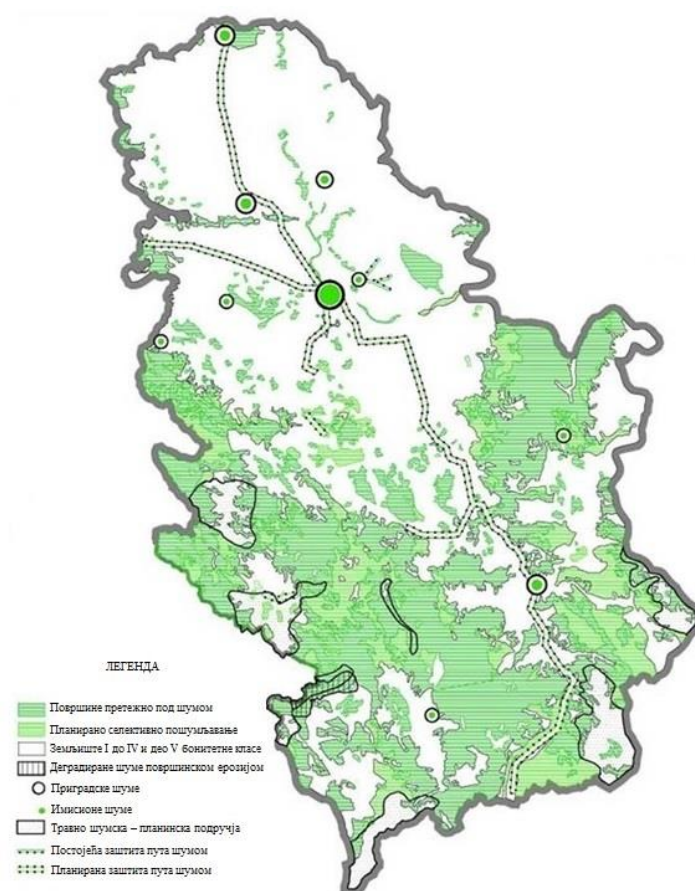 ЛЕГЕНДА
Површине претежно под шумом
Планирано селективно пошумљавање
Земљиште I до IV и део V бонитетне класе
Деградиране шуме површинском ерозијом
Приградске шуме
Имисионе шуме
Травно шумска – планинска подручја
Постојећа заштита пута шумом
Планирана заштита пута шумом